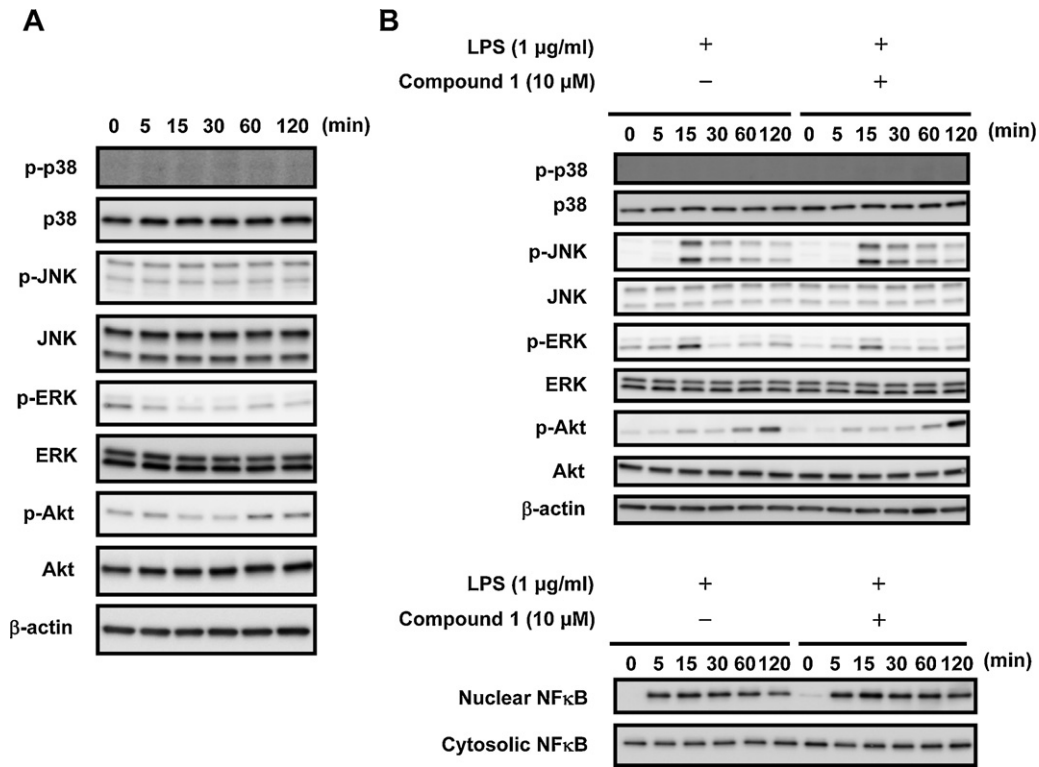 A
0 5 15 30 60 120 (min)
p-p38
p38
p-JNK
JNK
p-ERK
ERK
p-Akt
Akt
β-actin
B
LPS (1 µg/ml) + +
Compound 1 (10 µM) − +
0 5 15 30 60 120 0 5 15 30 60 120 (min)
p-p38
p38
p-JNK
JNK
p-ERK
ERK
p-Akt
Akt
β-actin
LPS (1 µg/ml) + +
Compound 1 (10 µM) − +
0 5 15 30 60 120 0 5 15 30 60 120 (min)
Nuclear NFκB
Cytosolic NFκB